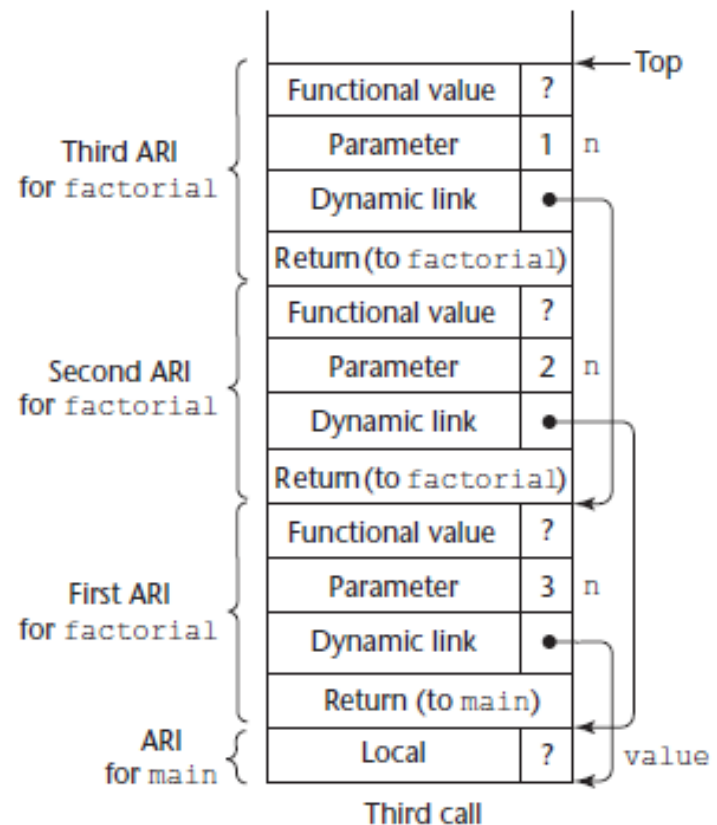 Top
Functional value ?
Third ARI
for factorial
Parameter 1 n
Dynamic link
Return (to factorial)
Functional value ?
Second ARI
for factorial
Parameter 2 n
Dynamic link
Return (to factorial)
Functional value ?
First ARI
for factorial
Parameter 3 n
Dynamic link
Return (to main)
ARI
for main
Local ? value
Third call